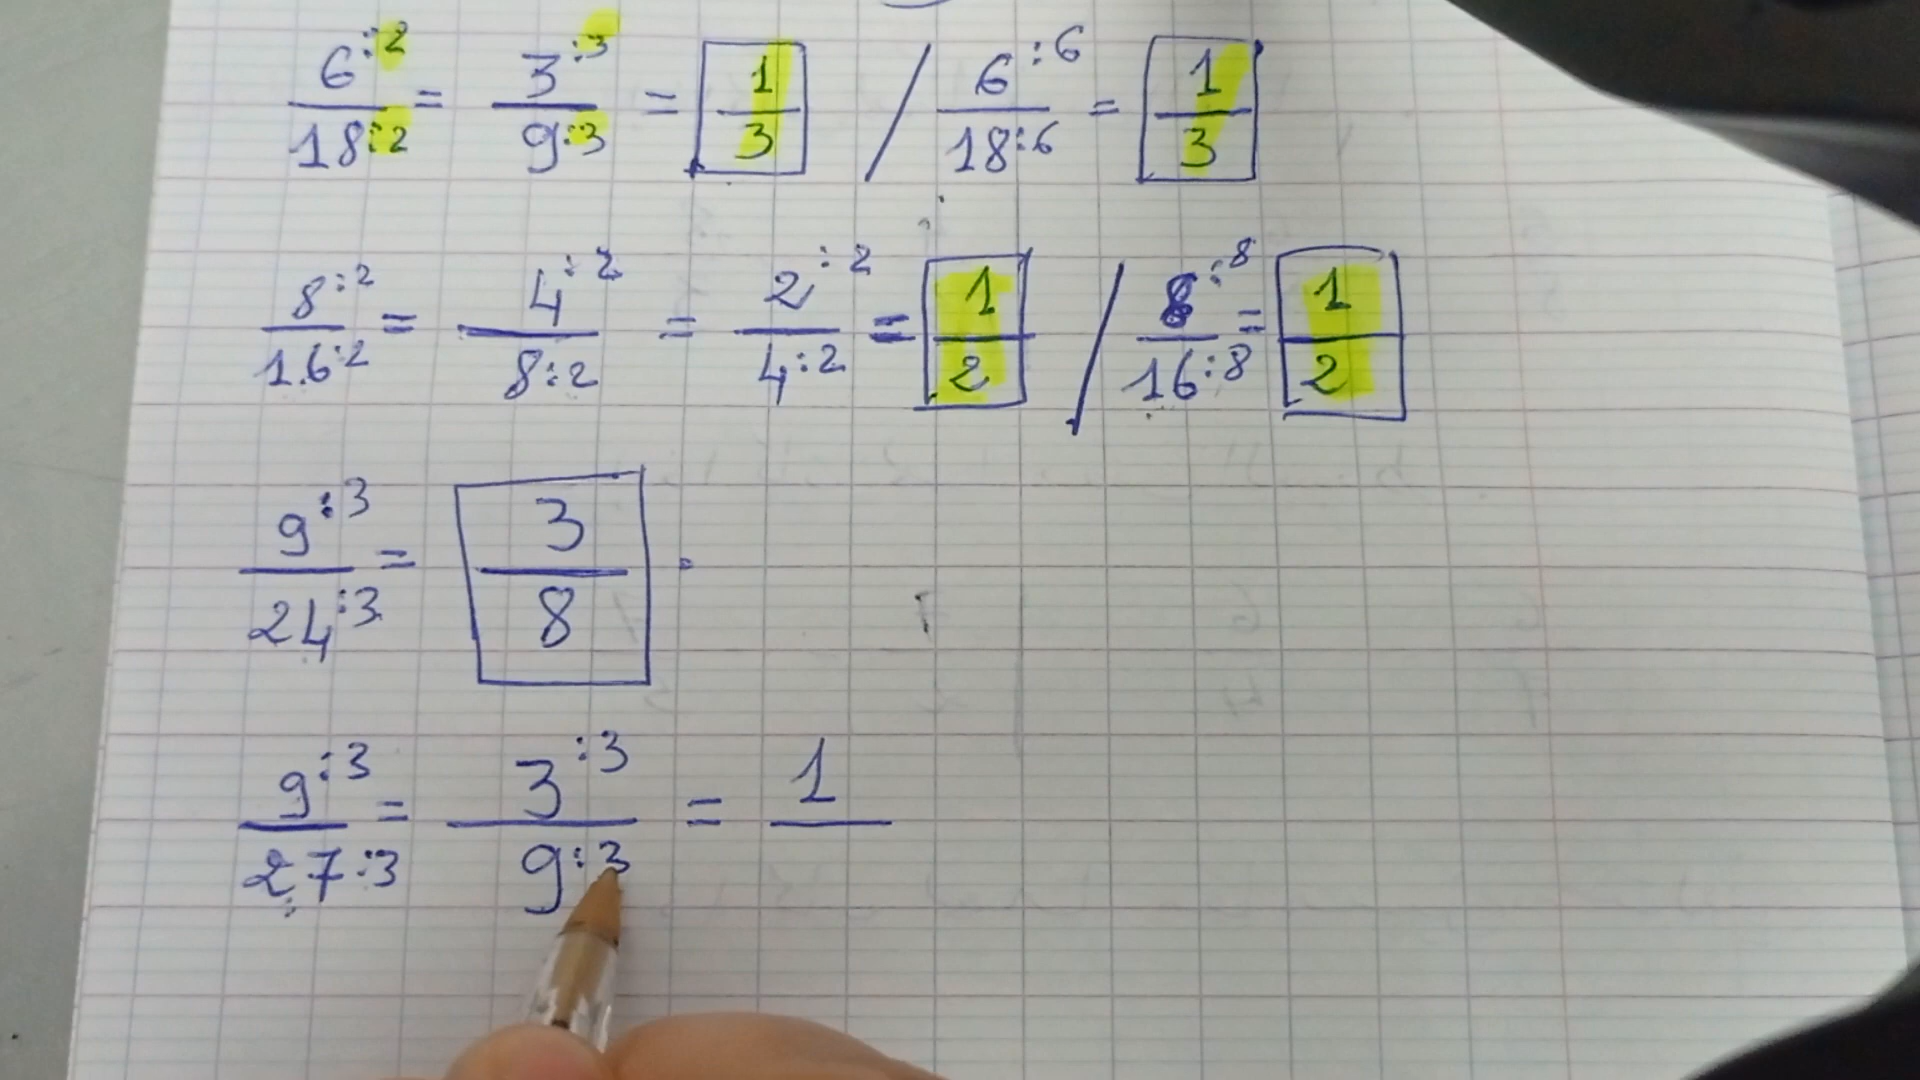 6:2/18:2 = 3:3/9:3 = 1/3 / 6:6/18:6 = 1/3
8:2/16:2 = 4:2/8:2 = 2:2/4:2 = 1/2 / 8:8/16:8 = 1/2
9:3/24:3 = 3/8
9:3/27:3 = 3:3/9:3 = 1/